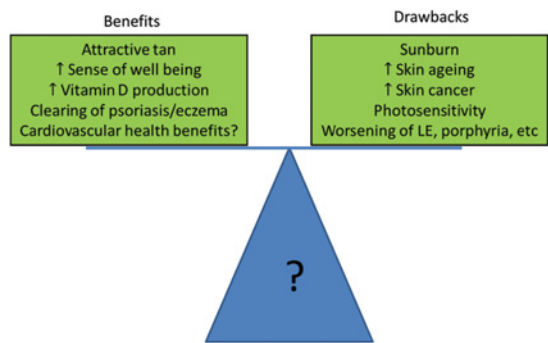 Benefits
Attractive tan
↑ Sense of well being
↑ Vitamin D production
Clearing of psoriasis/eczema
Cardiovascular health benefits?
Drawbacks
Sunburn
↑ Skin ageing
↑ Skin cancer
Photosensitivity
Worsening of LE, porphyria, etc
?